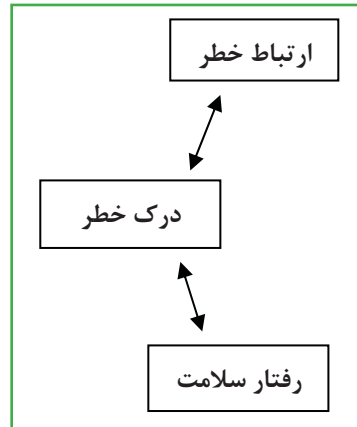 ارتباط خطر
درک خطر
رفتار سلامت